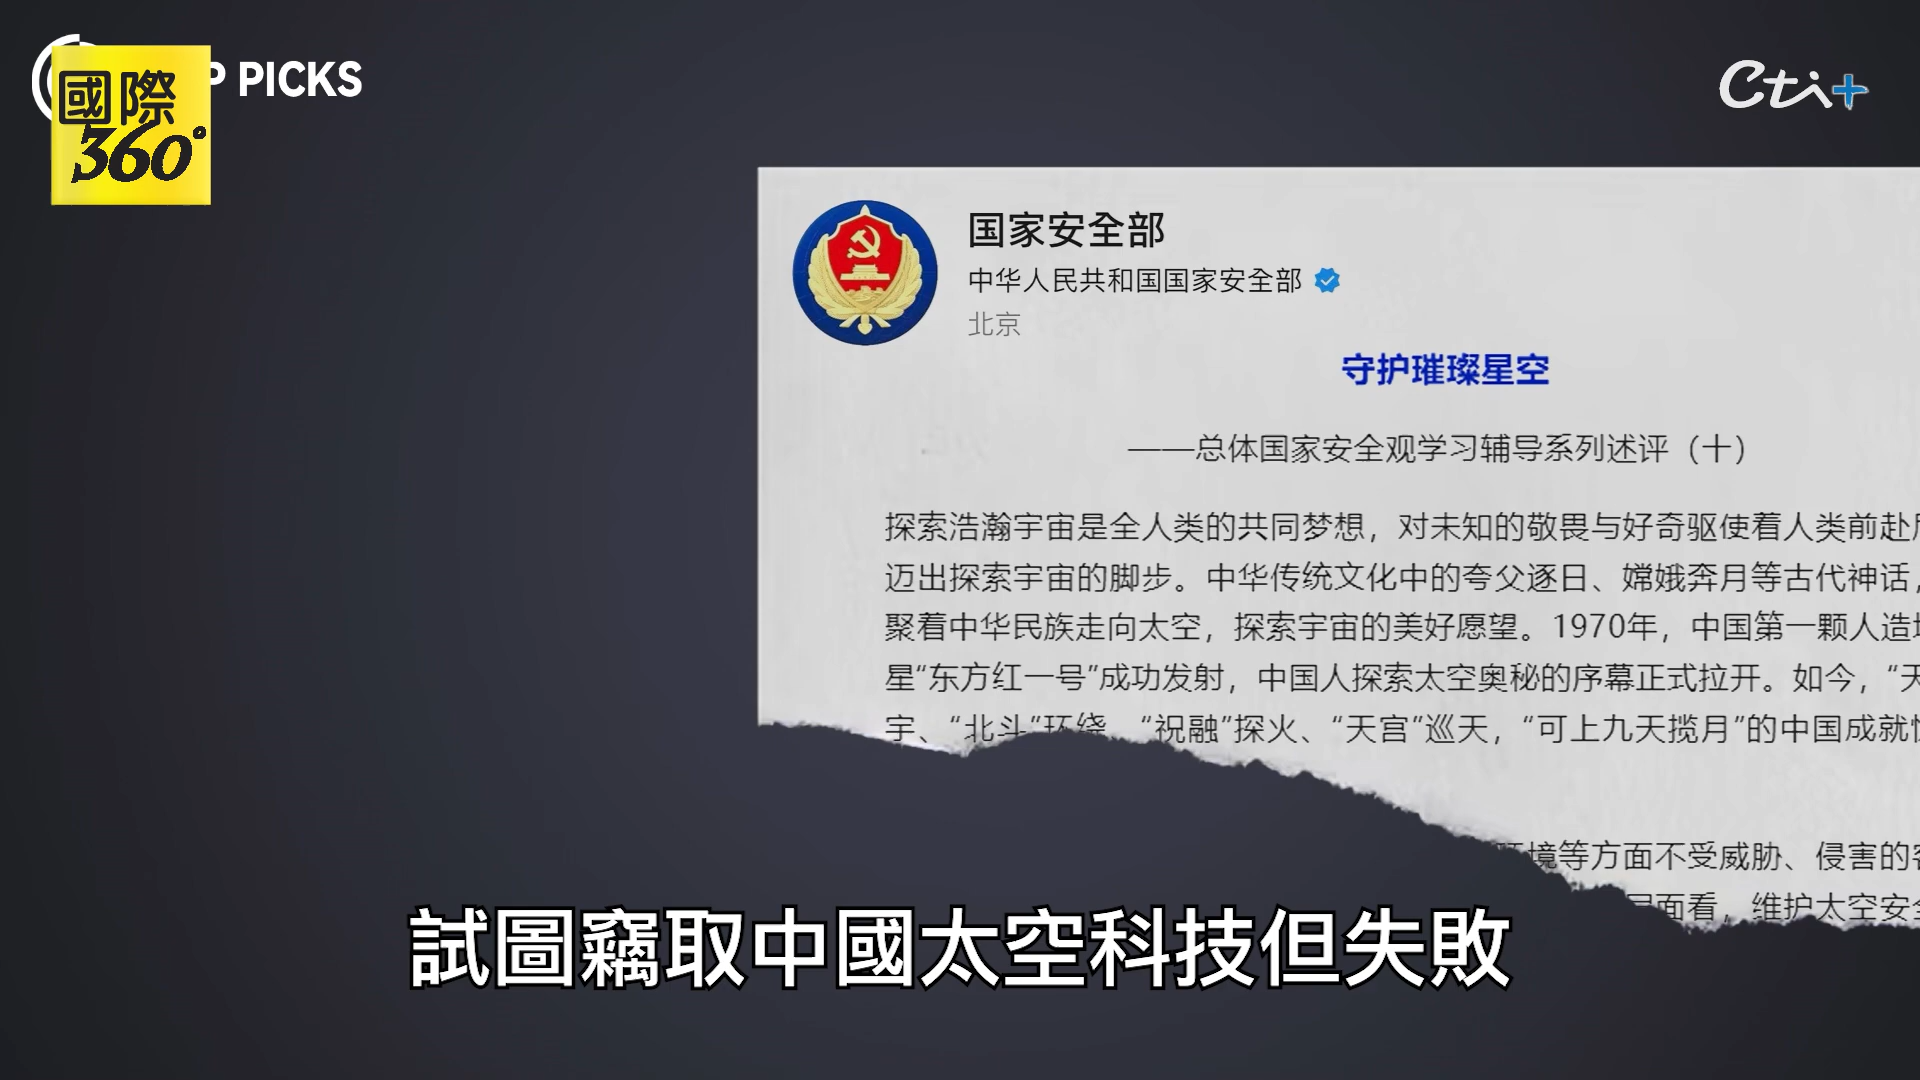 國際
360°
P PICKS
Cti+
国家安全部
中华人民共和国国家安全部
北京
守护璀璨星空
——总体国家安全观学习辅导系列述评（十）
探索浩瀚宇宙是全人类的共同梦想，对未知的敬畏与好奇驱使着人类前赴
迈出探索宇宙的脚步。中华传统文化中的夸父逐日、嫦娥奔月等古代神话，
聚着中华民族走向太空，探索宇宙的美好愿望。1970年，中国第一颗人造
星“东方红一号”成功发射，中国人探索太空奥秘的序幕正式拉开。如今，“天
宇、“北斗”环绕、“祝融”探火、“天宫”巡天，“可上九天揽月”的中国成就
环境等方面不受威胁、侵害的
层面看，维护太空安全
試圖竊取中國太空科技但失敗